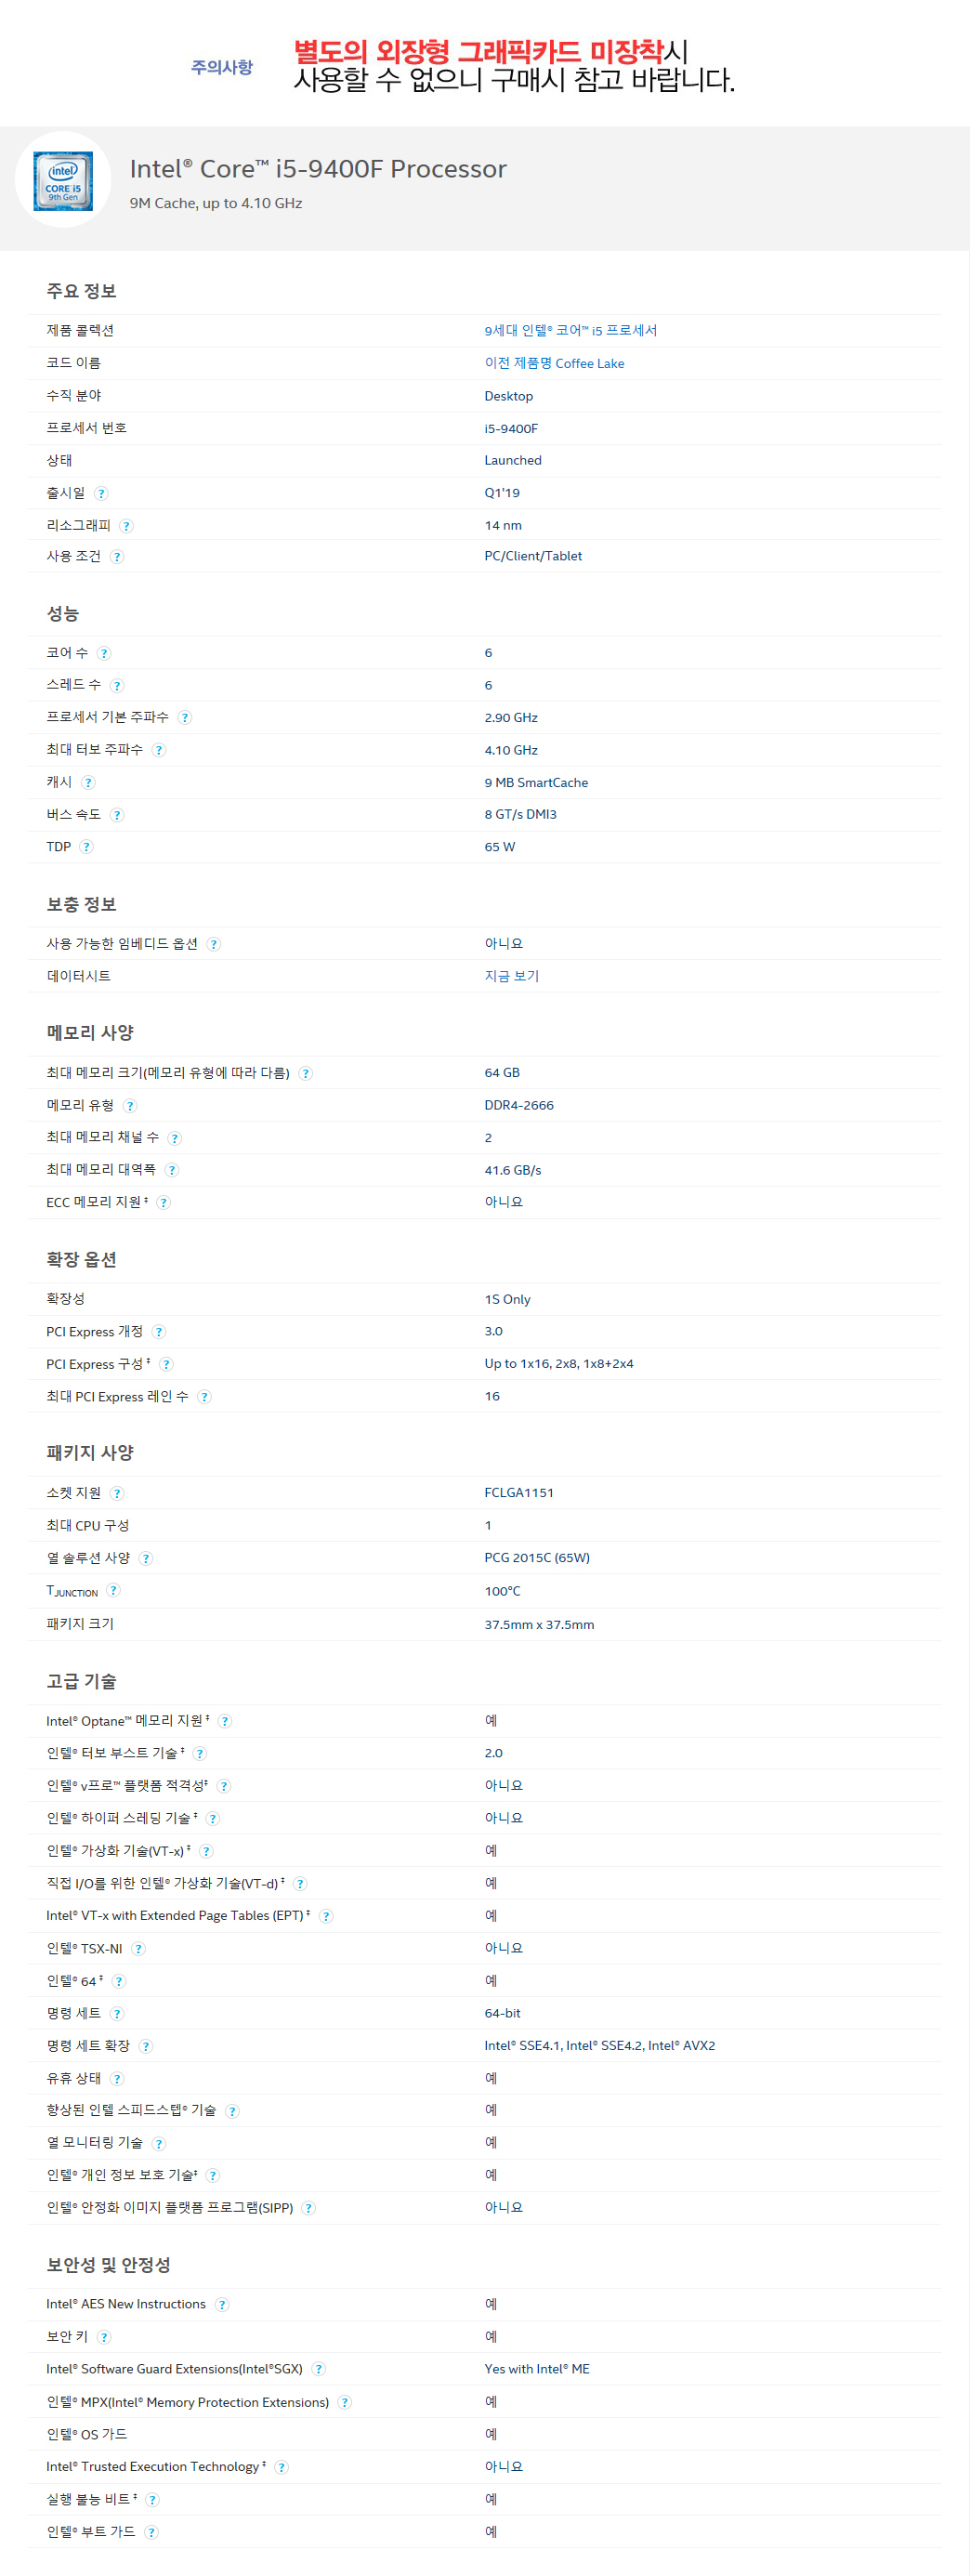 주의사항
별도의 외장형 그래픽카드 미장착시
사용할 수 없으니 구매시 참고 바랍니다.
intel
CORE i5
9th Gen
Intel® Core™ i5-9400F Processor
9M Cache, up to 4.10 GHz
주요 정보
제품 콜렉션 9세대 인텔® 코어™ i5 프로세서
코드 이름 이전 제품명 Coffee Lake
수직 분야 Desktop
프로세서 번호 i5-9400F
상태 Launched
출시일 ? Q1'19
리소그래피 ? 14 nm
사용 조건 ? PC/Client/Tablet
성능
코어 수 ? 6
스레드 수 ? 6
프로세서 기본 주파수 ? 2.90 GHz
최대 터보 주파수 ? 4.10 GHz
캐시 ? 9 MB SmartCache
버스 속도 ? 8 GT/s DMI3
TDP ? 65 W
보충 정보
사용 가능한 임베디드 옵션 ? 아니요
데이터시트 지금 보기
메모리 사양
최대 메모리 크기(메모리 유형에 따라 다름) ? 64 GB
메모리 유형 ? DDR4-2666
최대 메모리 채널 수 ? 2
최대 메모리 대역폭 ? 41.6 GB/s
ECC 메모리 지원 ‡ ? 아니요
확장 옵션
확장성 1S Only
PCI Express 개정 ? 3.0
PCI Express 구성 ‡ ? Up to 1x16, 2x8, 1x8+2x4
최대 PCI Express 레인 수 ? 16
패키지 사양
소켓 지원 ? FCLGA1151
최대 CPU 구성 1
열 솔루션 사양 ? PCG 2015C (65W)
TJUNCTION ? 100°C
패키지 크기 37.5mm x 37.5mm
고급 기술
Intel® Optane™ 메모리 지원 ‡ ? 예
인텔® 터보 부스트 기술 ‡ ? 2.0
인텔® v프로™ 플랫폼 적격성‡ ? 아니요
인텔® 하이퍼 스레딩 기술 ‡ ? 아니요
인텔® 가상화 기술(VT-x) ‡ ? 예
직접 I/O를 위한 인텔® 가상화 기술(VT-d) ‡ ? 예
Intel® VT-x with Extended Page Tables (EPT) ‡ ? 예
인텔® TSX-NI ? 아니요
인텔® 64 ‡ ? 예
명령 세트 ? 64-bit
명령 세트 확장 ? Intel® SSE4.1, Intel® SSE4.2, Intel® AVX2
유휴 상태 ? 예
향상된 인텔 스피드스텝® 기술 ? 예
열 모니터링 기술 ? 예
인텔® 개인 정보 보호 기술‡ ? 예
인텔® 안정화 이미지 플랫폼 프로그램(SIPP) ? 아니요
보안성 및 안정성
Intel® AES New Instructions ? 예
보안 키 ? 예
Intel® Software Guard Extensions(Intel®SGX) ? Yes with Intel® ME
인텔® MPX(Intel® Memory Protection Extensions) ? 예
인텔® OS 가드 예
Intel® Trusted Execution Technology ‡ ? 아니요
실행 불능 비트 ‡ ? 예
인텔® 부트 가드 ? 예